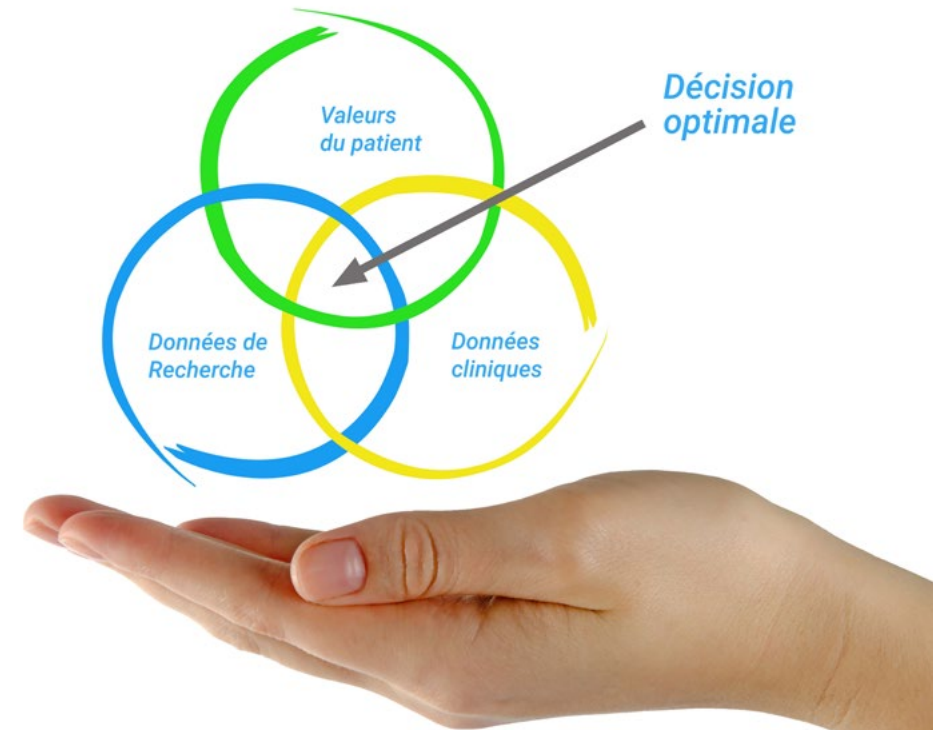 Valeurs
du patient
Décision
optimale
Données de
Recherche
Données
cliniques